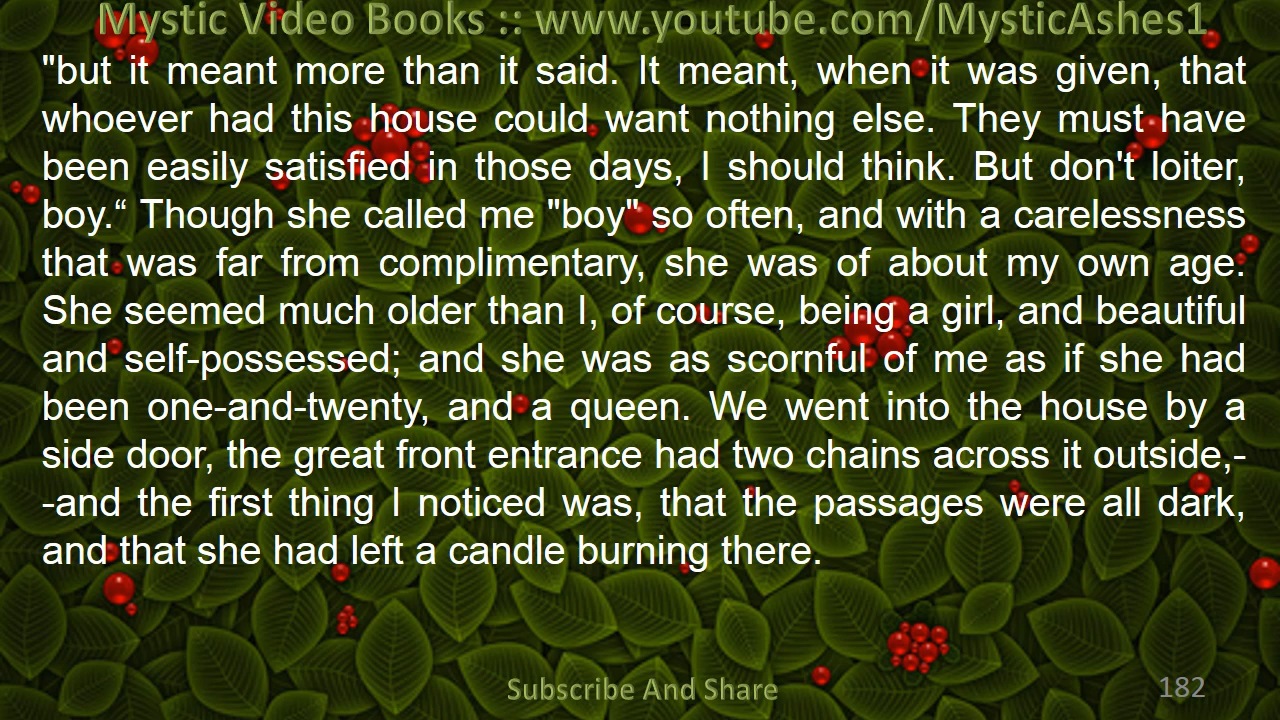 Mystic Video Books :: www.youtube.com/MysticAshes1
"but it meant more than it said. It meant, when it was given, that
whoever had this house could want nothing else. They must have
been easily satisfied in those days, I should think. But don't loiter,
boy.“ Though she called me "boy" so often, and with a carelessness
that was far from complimentary, she was of about my own age.
She seemed much older than I, of course, being a girl, and beautiful
and self-possessed; and she was as scornful of me as if she had
been one-and-twenty, and a queen. We went into the house by a
side door, the great front entrance had two chains across it outside,-
-and the first thing I noticed was, that the passages were all dark,
and that she had left a candle burning there.
Subscribe And Share
182